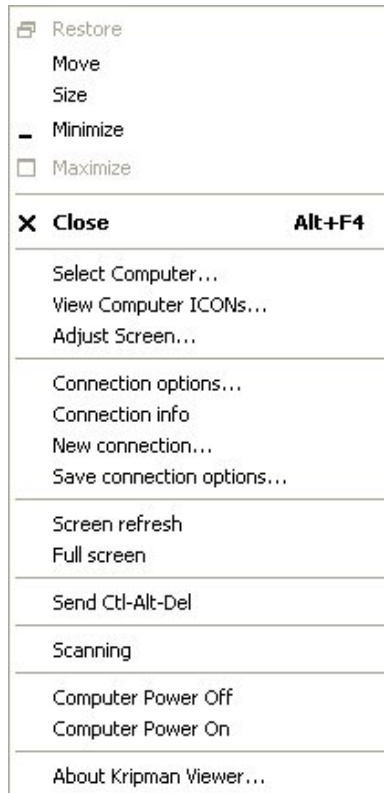 Restore
Move
Size
Minimize
Maximize
Close Alt+F4
Select Computer...
View Computer ICONs...
Adjust Screen...
Connection options...
Connection info
New connection...
Save connection options...
Screen refresh
Full screen
Send Ctl-Alt-Del
Scanning
Computer Power Off
Computer Power On
About Kripman Viewer...